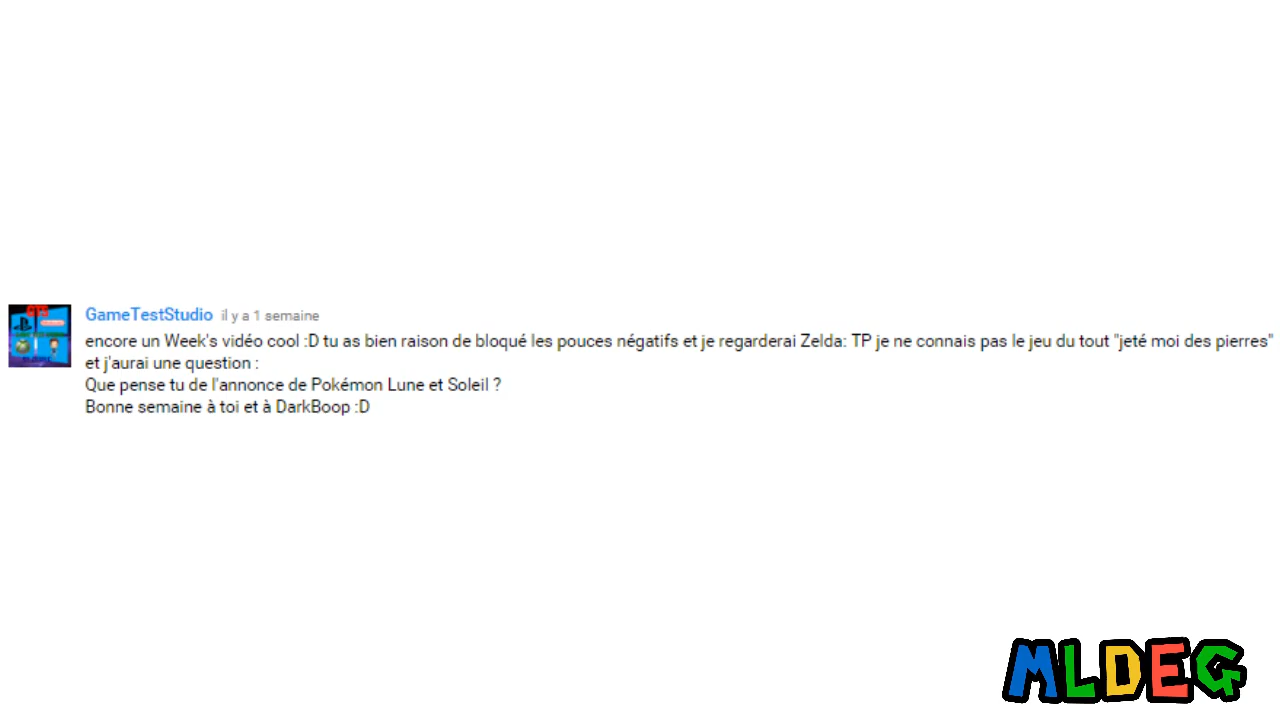 GameTestStudio il y a 1 semaine
encore un Week's vidéo cool :D tu as bien raison de bloqué les pouces négatifs et je regarderai Zelda: TP je ne connais pas le jeu du tout "jeté moi des pierres"
et j'aurai une question :
Que pense tu de l'annonce de Pokémon Lune et Soleil ?
Bonne semaine à toi et à DarkBoop :D
MLDEG